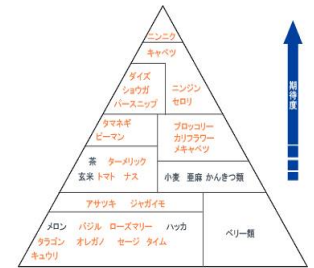 ニンニク
キャベツ
ダイズ
ショウガ
パースニップ
ニンジン
セロリ
タマネギ
ピーマン
ブロッコリー
カリフラワー
メキャベツ
茶 ターメリック
玄米 トマト ナス
小麦 亜麻 かんきつ類
アサツキ ジャガイモ
メロン バジル ローズマリー ハッカ
タラゴン オレガノ セージ タイム
キュウリ
ベリー類
期待度